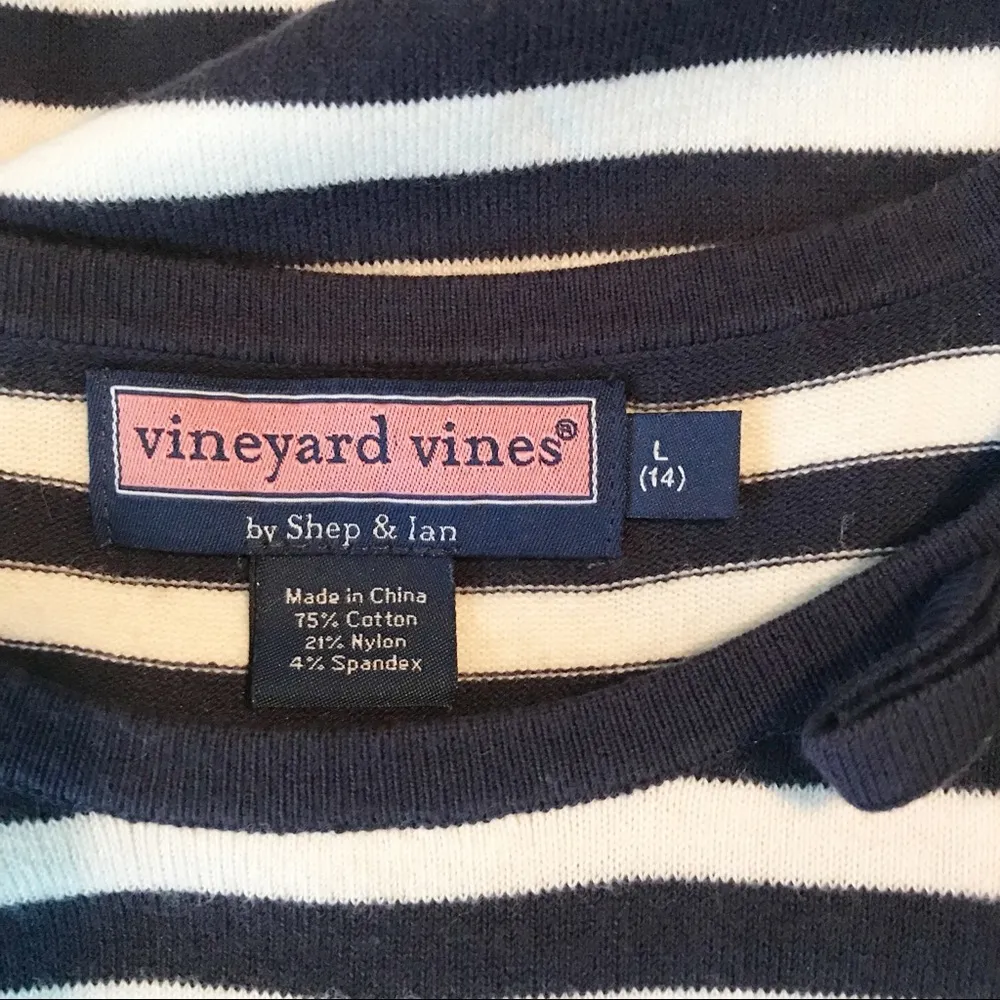 vineyard vines®
by Shep & Ian
L
(14)
Made in China
75% Cotton
21% Nylon
4% Spandex